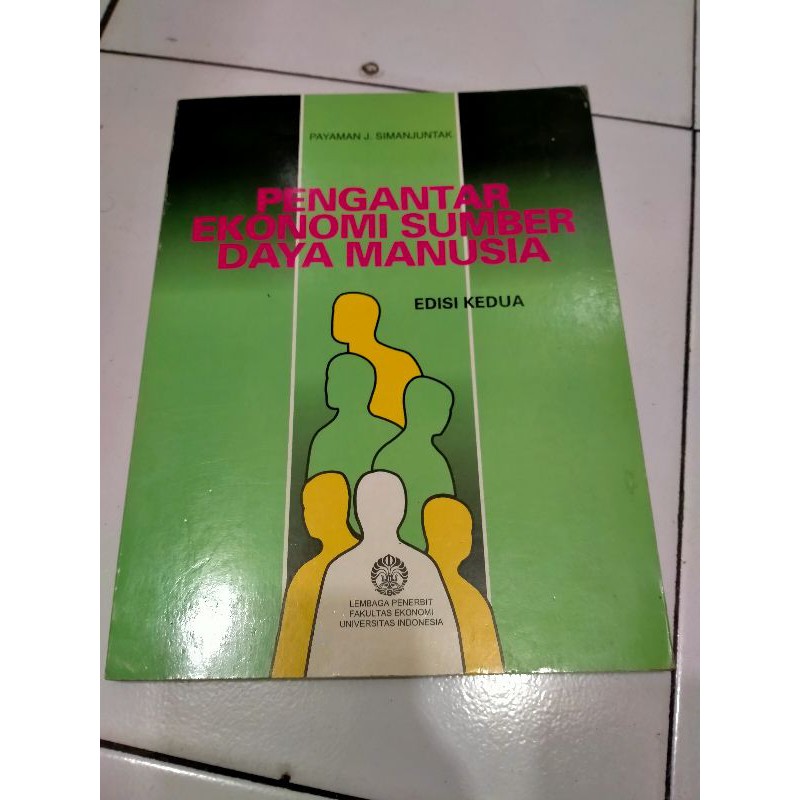 PAYAMAN J. SIMANJUNTAK
PENGANTAR
EKONOMI SUMBER
DAYA MANUSIA
EDISI KEDUA
LEMBAGA PENERBIT
FAKULTAS EKONOMI
UNIVERSITAS INDONESIA